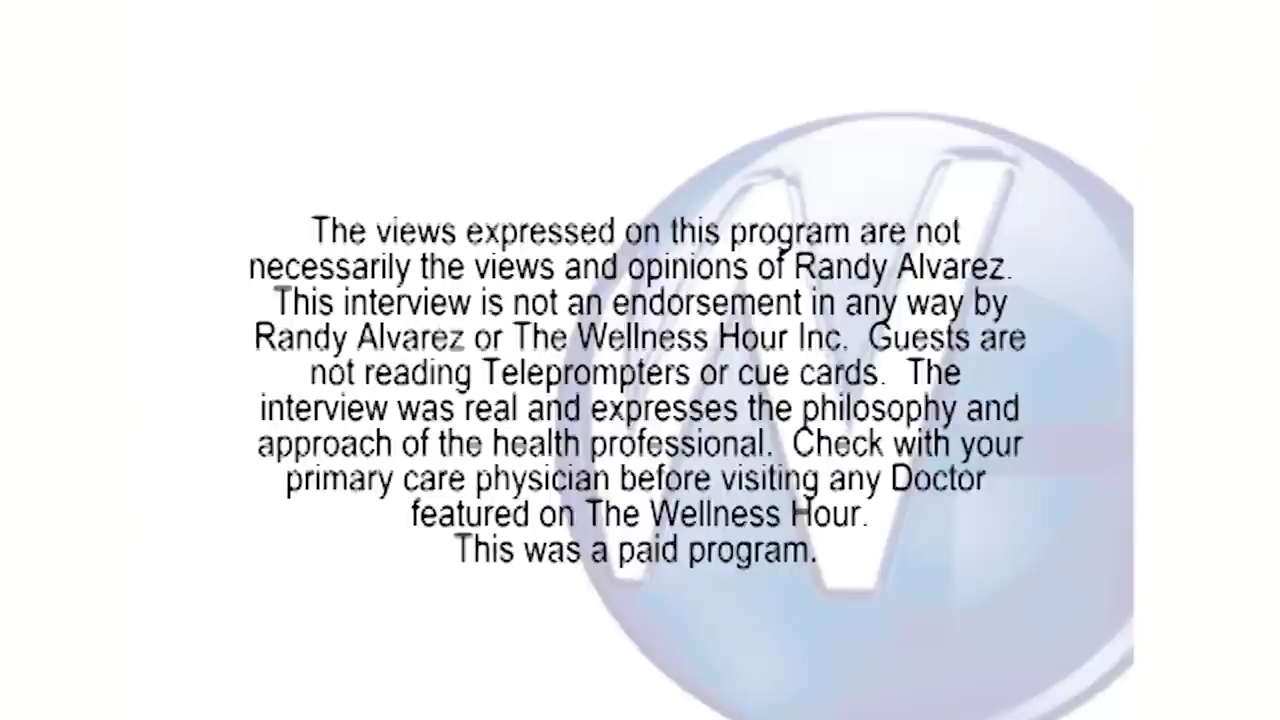 The views expressed on this program are not
necessarily the views and opinions of Randy Alvarez.
This interview is not an endorsement in any way by
Randy Alvarez or The Wellness Hour Inc.  Guests are
not reading Teleprompters or cue cards.  The
interview was real and expresses the philosophy and
approach of the health professional.  Check with your
primary care physician before visiting any Doctor
featured on The Wellness Hour.
This was a paid program.